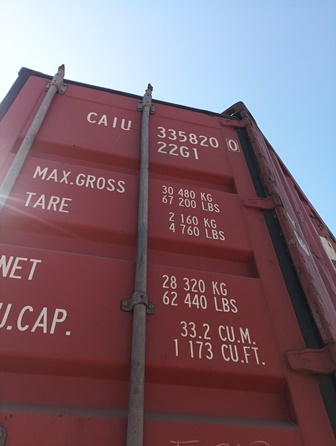 CAIU 335820 0
22G1
MAX.GROSS 30 480 KG
67 200 LBS
TARE 2 160 KG
4 760 LBS
NET 28 320 KG
62 440 LBS
U.CAP. 33.2 CU.M.
1 173 CU.FT.